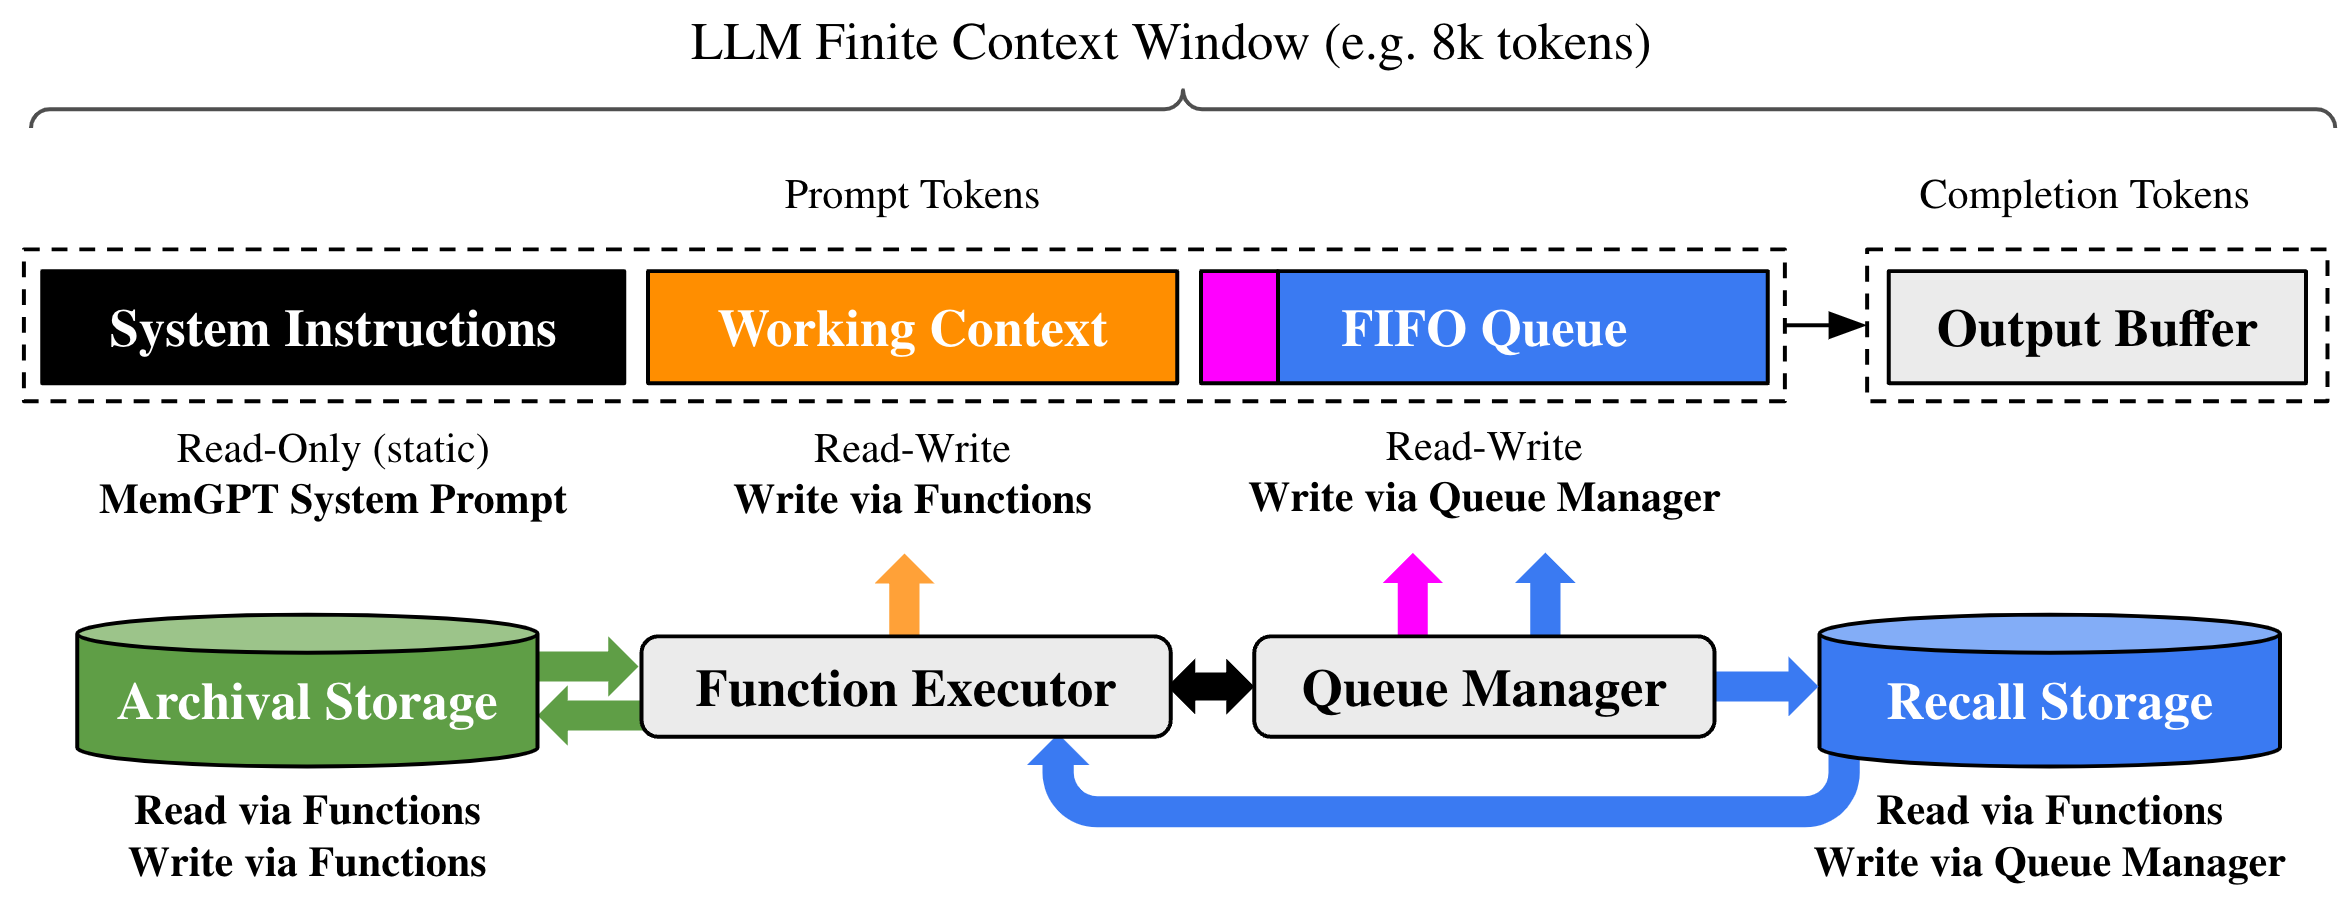 LLM Finite Context Window (e.g. 8k tokens)
Prompt Tokens
Completion Tokens
System Instructions
Working Context
FIFO Queue
Output Buffer
Read-Only (static)
MemGPT System Prompt
Read-Write
Write via Functions
Read-Write
Write via Queue Manager
Archival Storage
Function Executor
Queue Manager
Recall Storage
Read via Functions
Write via Functions
Read via Functions
Write via Queue Manager